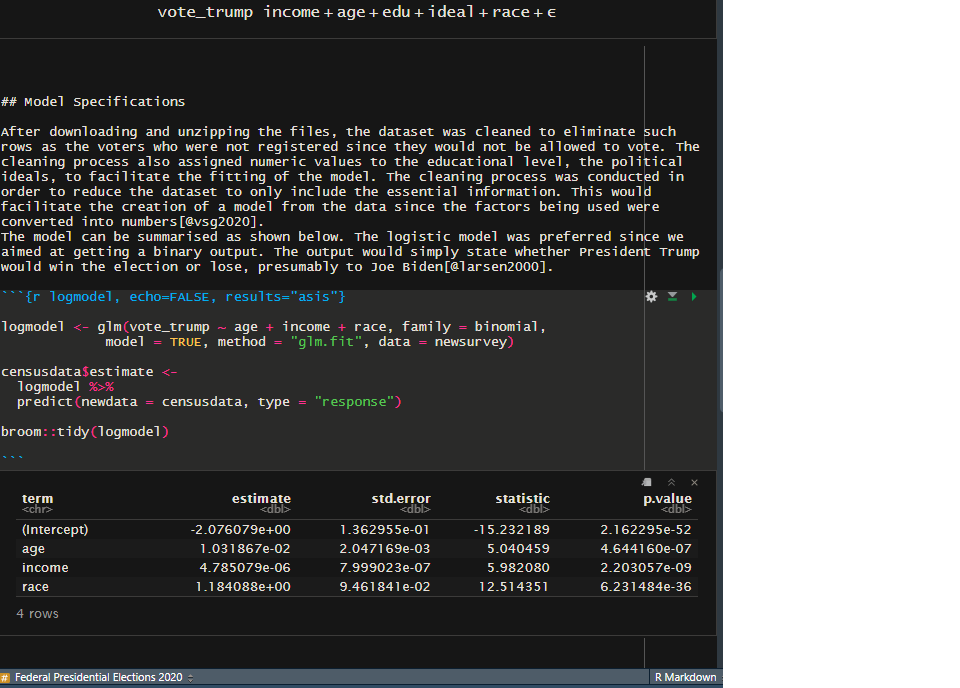 vote_trump income + age + edu + ideal + race + ϵ
## Model Specifications
After downloading and unzipping the files, the dataset was cleaned to eliminate such
rows as the voters who were not registered since they would not be allowed to vote. The
cleaning process also assigned numeric values to the educational level, the political
ideals, to facilitate the fitting of the model. The cleaning process was conducted in
order to reduce the dataset to only include the essential information. This would
facilitate the creation of a model from the data since the factors being used were
converted into numbers[@vsg2020].
The model can be summarised as shown below. The logistic model was preferred since we
aimed at getting a binary output. The output would simply state whether President Trump
would win the election or lose, presumably to Joe Biden[@larsen2000].
```{r logmodel, echo=FALSE, results="asis"}
logmodel <- glm(vote_trump ~ age + income + race, family = binomial,
model = TRUE, method = "glm.fit", data = newsurvey)
censusdata$estimate <-
logmodel %>%
predict(newdata = censusdata, type = "response")
broom::tidy(logmodel)
```
term estimate std.error statistic p.value
<chr> <dbl> <dbl> <dbl> <dbl>
(Intercept) -2.076079e+00 1.362955e-01 -15.232189 2.162295e-52
age 1.031867e-02 2.047169e-03 5.040459 4.644160e-07
income 4.785079e-06 7.999023e-07 5.982080 2.203057e-09
race 1.184088e+00 9.461841e-02 12.514351 6.231484e-36
4 rows
# Federal Presidential Elections 2020 R Markdown